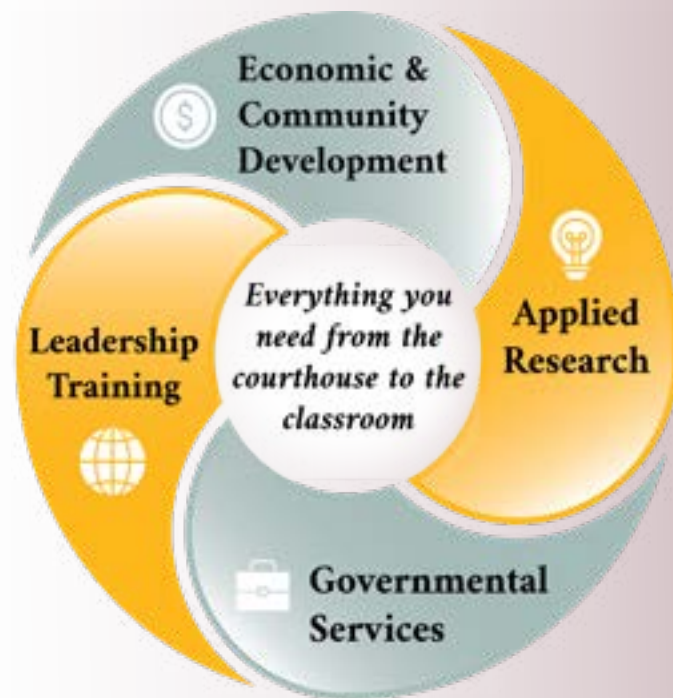 Economic &
Community
Development
Applied
Research
Everything you
need from the
courthouse to the
classroom
Leadership
Training
Governmental
Services